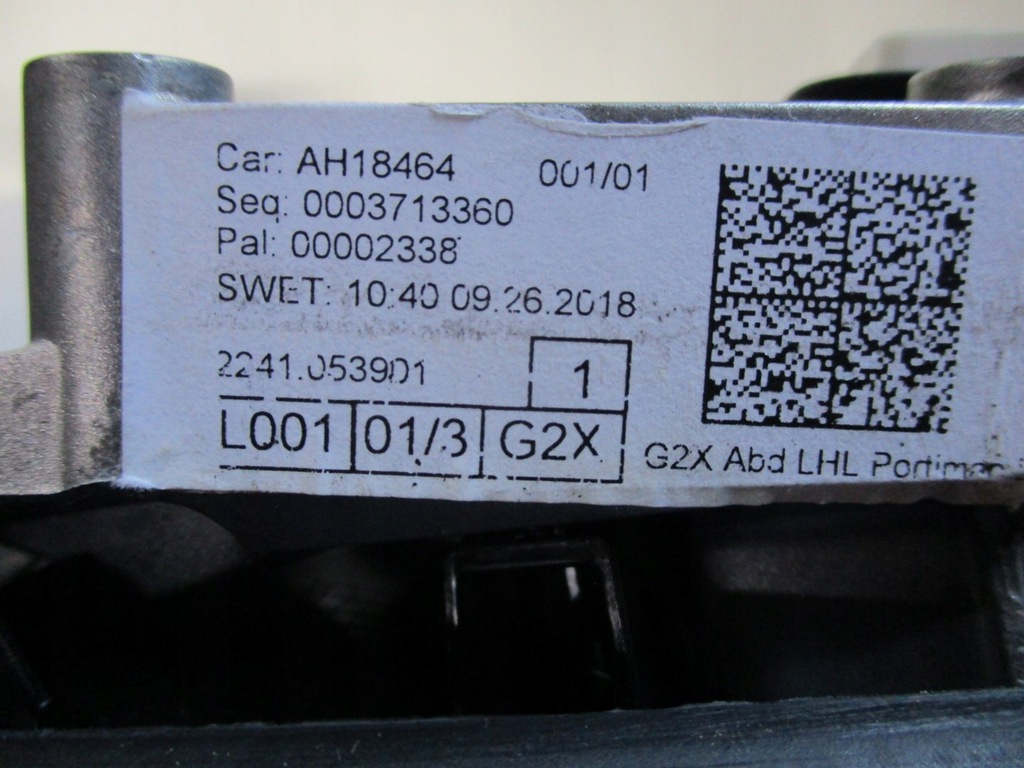 Car: AH18464 001/01
Seq: 0003713360
Pal: 00002338
SWET: 10:40 09.26.2018
2241.053901
1
L001 01/3 G2X
G2X Abd LHL Portimao